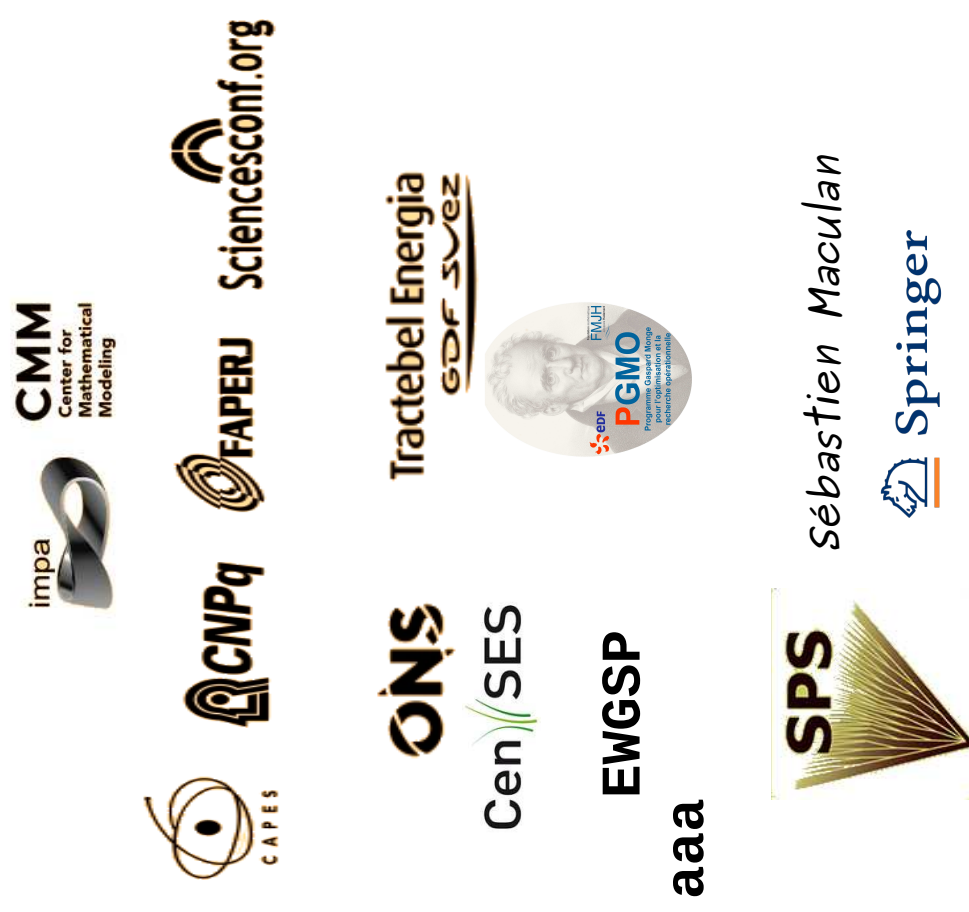 impa
CMM
Center for
Mathematical
Modeling
CAPES
CNPq
FAPERJ
Sciencesconf.org
ONS
Tractebel Energia
GDF SUEZ
CenSES
eDF
FMJH
PGMO
Programme Gaspard Monge
pour l'optimisation et la
recherche opérationnelle
EWGSP
aaa
SPS
Sébastien Maculan
Springer